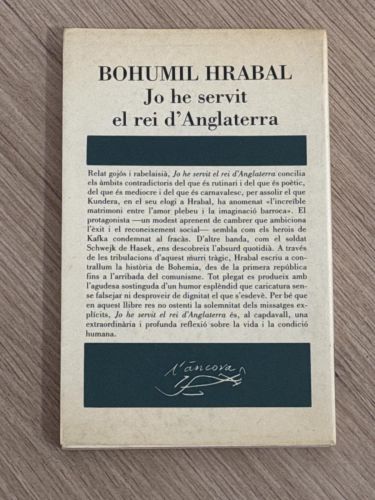 BOHUMIL HRABAL
Jo he servit
el rei d'Anglaterra
Relat gojós i rabelaisià, Jo he servit el rei d'Anglaterra concilia
els àmbits contradictoris del que és rutinari i del que és poètic,
del que és mediocre i del que és carnavalesc, per assolir el que
Kundera, en el seu elogi a Hrabal, ha anomenat «l'increïble
matrimoni entre l'amor plebeu i la imaginació barroca». El
protagonista —un modest aprenent de cambrer que ambiciona
l'èxit i el reconeixement social— sembla com els herois de
Kafka condemnat al fracàs. D'altre banda, com el soldat
Schwejk de Hasek, ens descobreix l'absurd quotidià. A través
de les tribulacions d'aquest murri tràgic, Hrabal escriu a con-
trallum la història de Bohemia, des de la primera república
fins a l'arribada del comunisme. Tot plegat es produeix amb
l'agudesa sostinguda d'un humor esplèndid que caricatura sen-
se falsejar ni desproveir de dignitat el que s'esdevé. Per bé que
en aquest llibre res no ostenti la solemnitat dels missatges ex-
plícits, Jo he servit el rei d'Anglaterra és, al capdavall, una
extraordinària i profunda reflexió sobre la vida i la condició
humana.
l'àncora